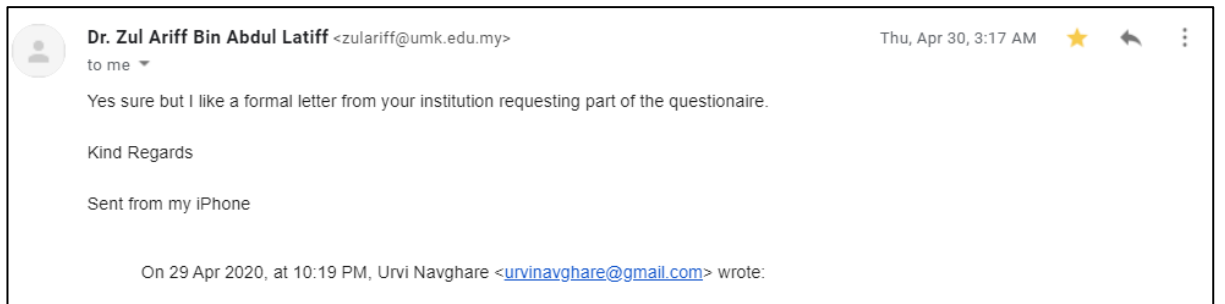 Dr. Zul Ariff Bin Abdul Latiff <zulariff@umk.edu.my> Thu, Apr 30, 3:17 AM
to me
Yes sure but I like a formal letter from your institution requesting part of the questionaire.
Kind Regards
Sent from my iPhone
On 29 Apr 2020, at 10:19 PM, Urvi Navghare <urvinavghare@gmail.com> wrote: